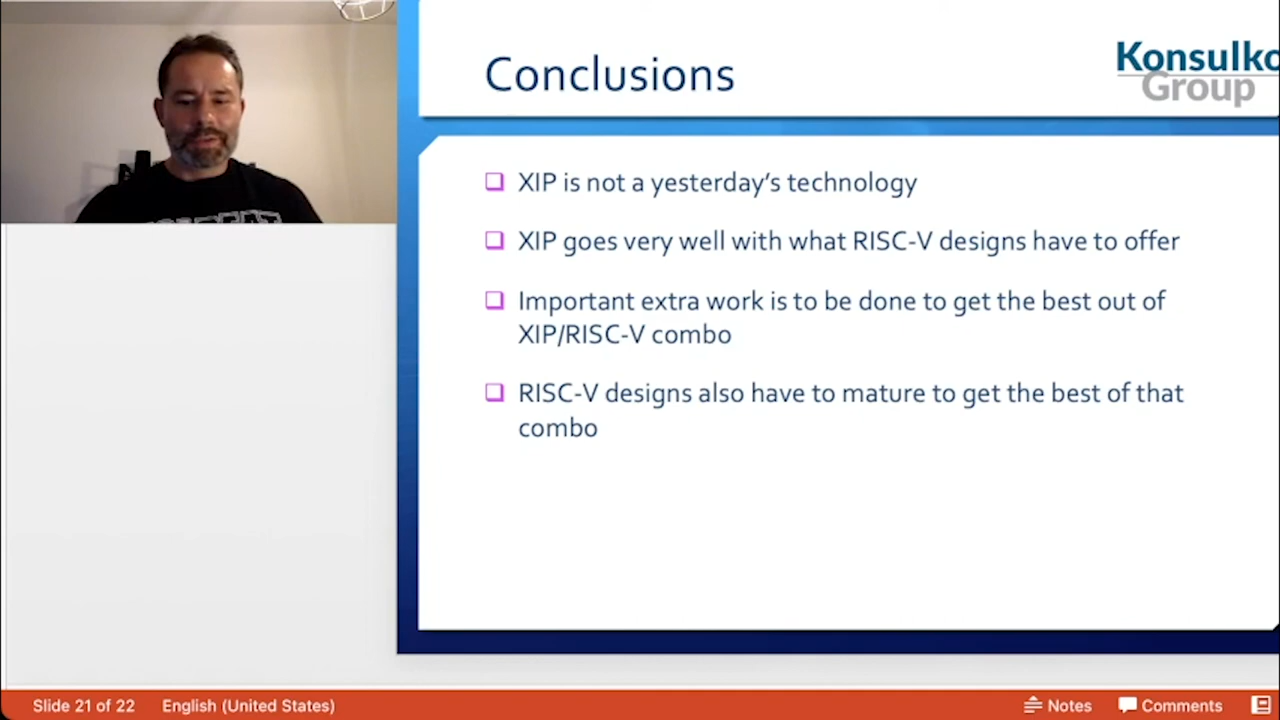 Conclusions
Konsulko
Group
XIP is not a yesterday's technology
XIP goes very well with what RISC-V designs have to offer
Important extra work is to be done to get the best out of
XIP/RISC-V combo
RISC-V designs also have to mature to get the best of that
combo
Slide 21 of 22 English (United States) Notes Comments